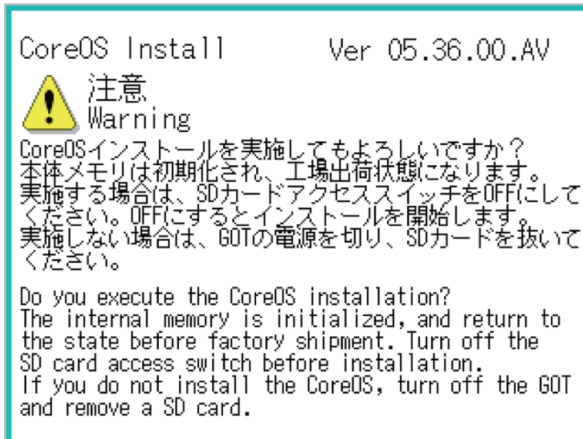 CoreOS Install Ver 05.36.00.AV
注意
Warning
CoreOSインストールを実施してもよろしいですか？
本体メモリは初期化され、工場出荷状態になります。
実施する場合は、SDカードアクセススイッチをOFFにして
ください。OFFにするとインストールを開始します。
実施しない場合は、GOTの電源を切り、SDカードを抜いて
ください。
Do you execute the CoreOS installation?
The internal memory is initialized, and return to
the state before factory shipment. Turn off the
SD card access switch before installation.
If you do not install the CoreOS, turn off the GOT
and remove a SD card.